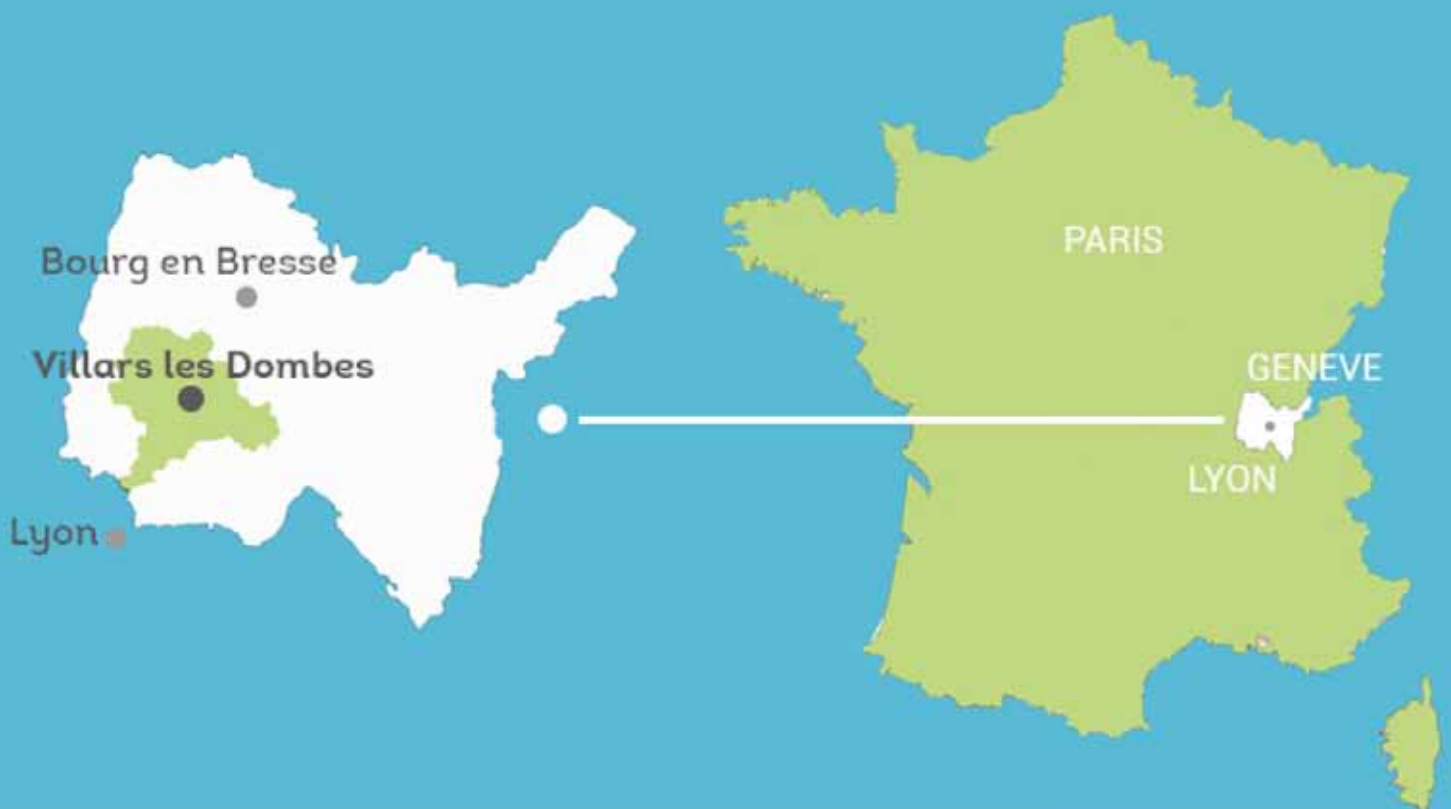 Bourg en Bresse
Villars les Dombes
Lyon
PARIS
GENEVE
LYON